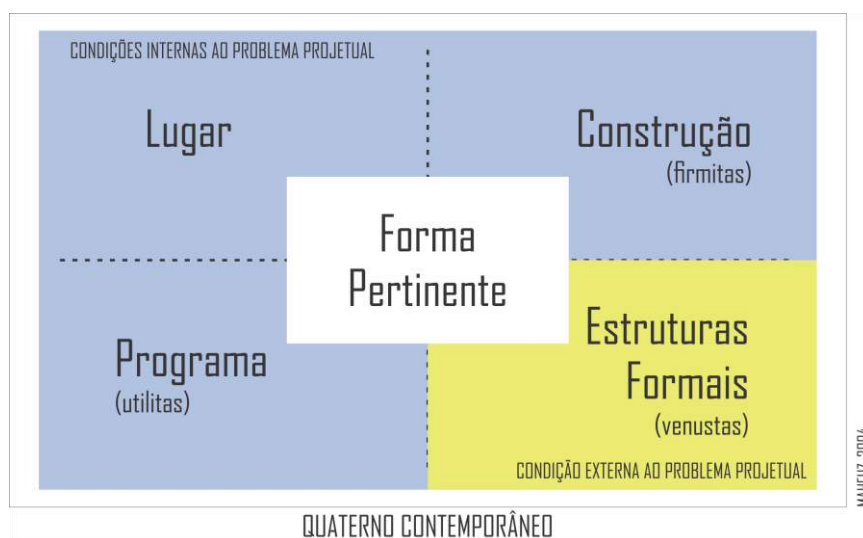 CONDIÇÕES INTERNAS AO PROBLEMA PROJETUAL
Lugar
Construção
(firmitas)
Forma
Pertinente
Programa
(utilitas)
Estruturas
Formais
(venustas)
CONDIÇÃO EXTERNA AO PROBLEMA PROJETUAL
QUATERNO CONTEMPORÂNEO